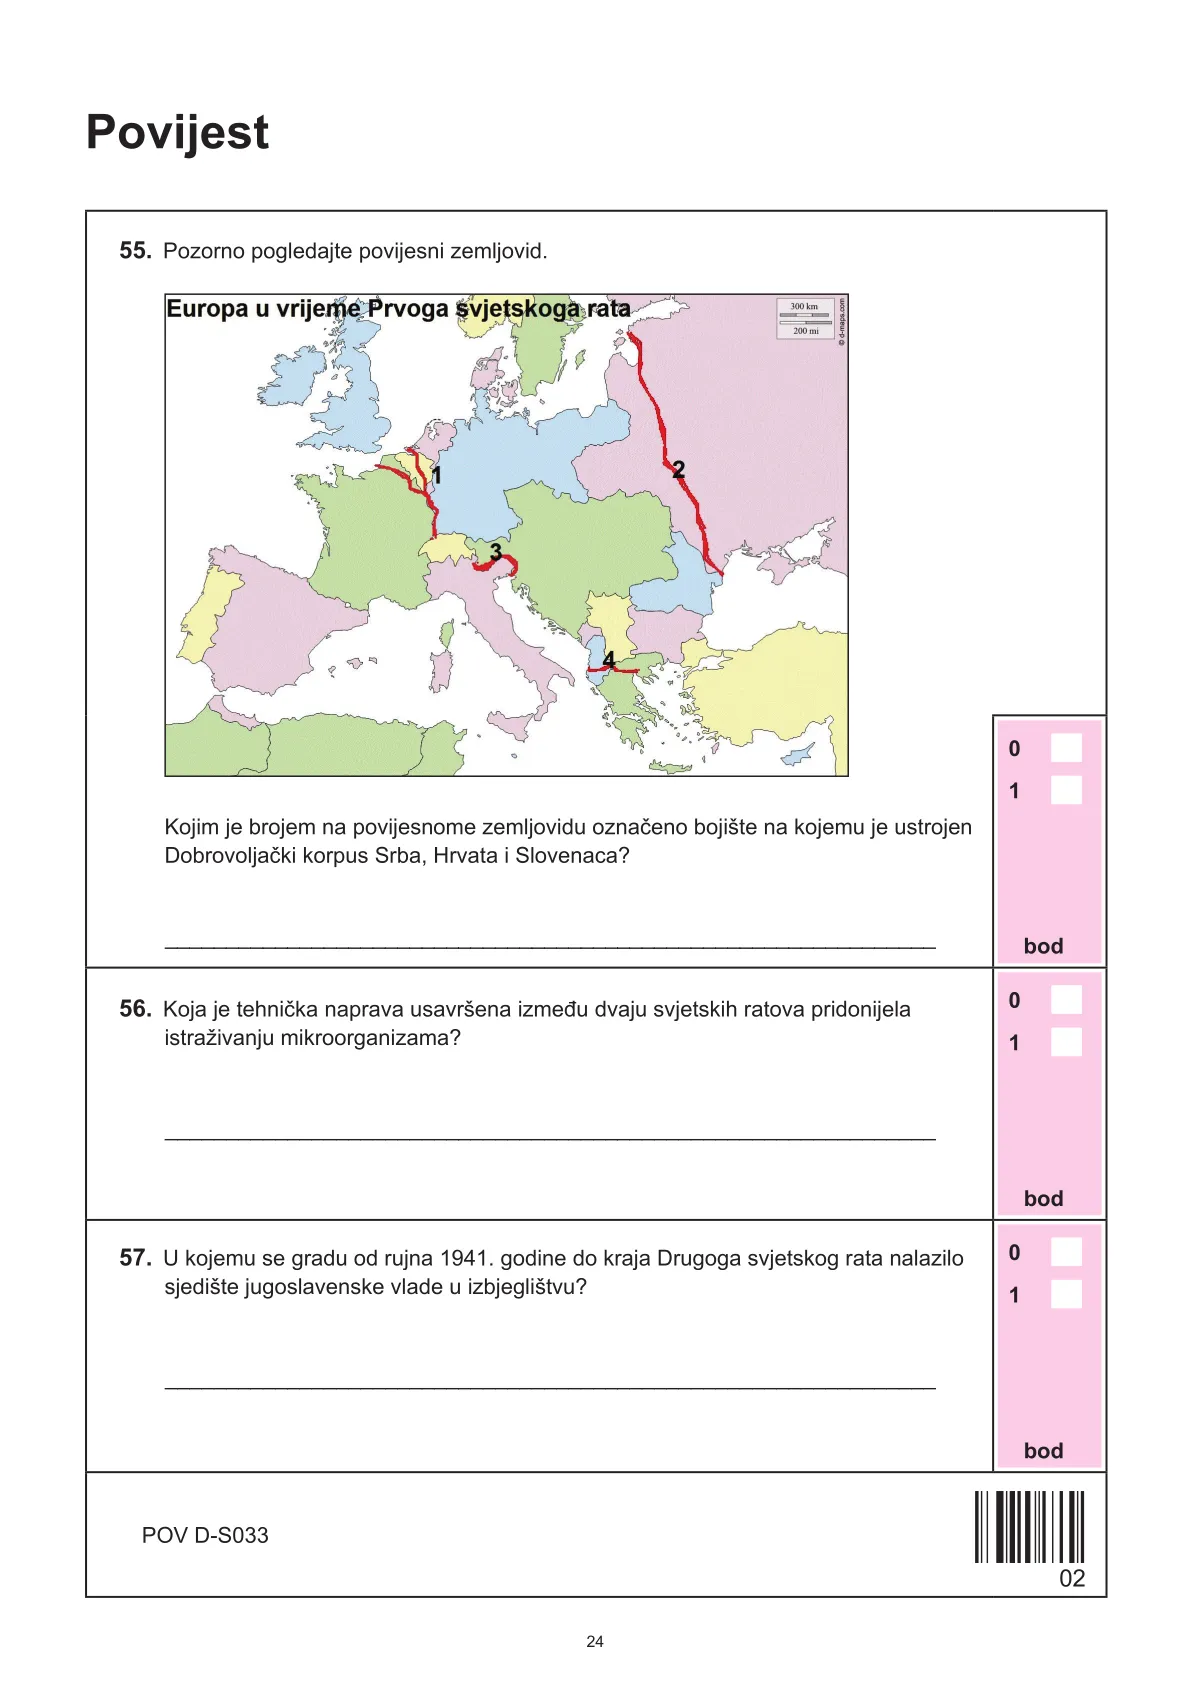 Povijest
55. Pozorno pogledajte povijesni zemljovid.
Europa u vrijeme Prvoga svjetskoga rata
300 km
200 mi
© d-maps.com
1
2
3
4
Kojim je brojem na povijesnome zemljovidu označeno bojište na kojemu je ustrojen
Dobrovoljački korpus Srba, Hrvata i Slovenaca?
0
1
bod
56. Koja je tehnička naprava usavršena između dvaju svjetskih ratova pridonijela
istraživanju mikroorganizama?
0
1
bod
57. U kojemu se gradu od rujna 1941. godine do kraja Drugoga svjetskog rata nalazilo
sjedište jugoslavenske vlade u izbjeglištvu?
0
1
bod
POV D-S033
02
24